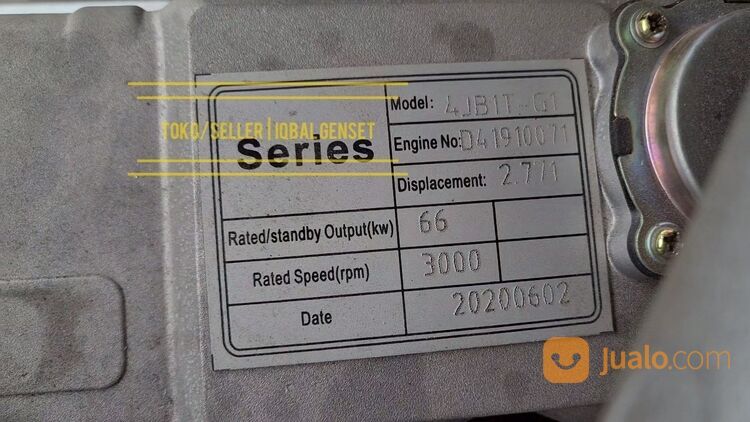 TOKO/SELLER | IQBAL GENSET
Series
Model: 4JB1T-G1
Engine No: D41910071
Displacement: 2.771
Rated/standby Output(kw) 66
Rated Speed(rpm) 3000
Date 20200602
jualo.com